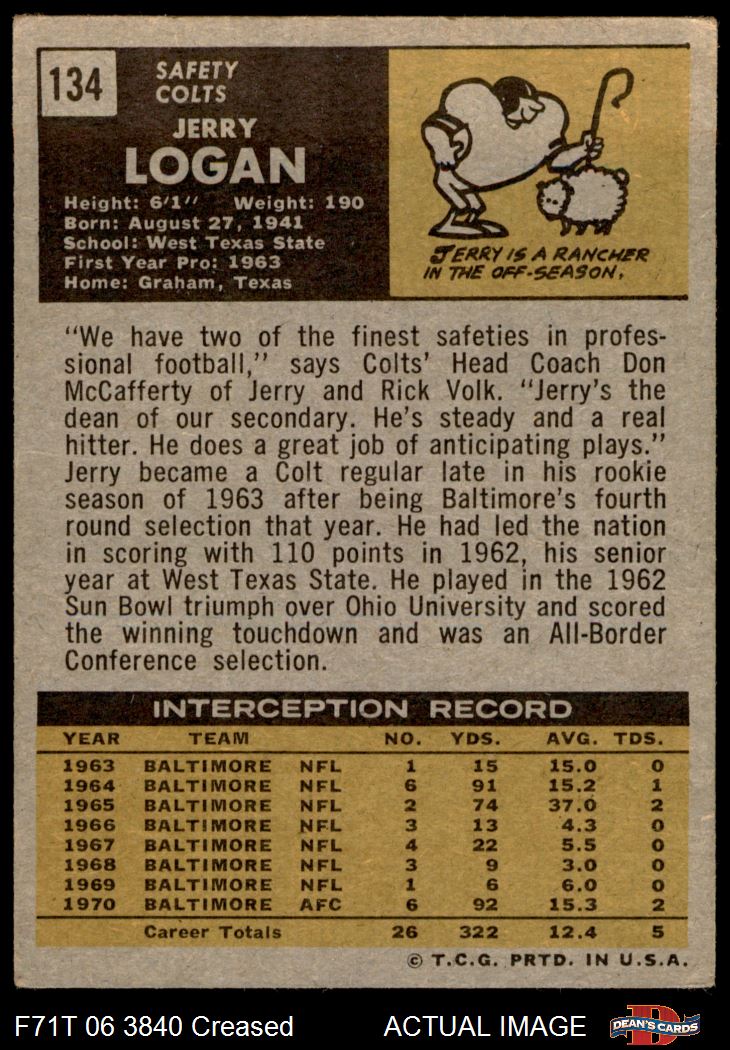 134
SAFETY
COLTS
JERRY
LOGAN
Height: 6'1" Weight: 190
Born: August 27, 1941
School: West Texas State
First Year Pro: 1963
Home: Graham, Texas
JERRY IS A RANCHER
IN THE OFF-SEASON.
"We have two of the finest safeties in profes-
sional football," says Colts' Head Coach Don
McCafferty of Jerry and Rick Volk. "Jerry's the
dean of our secondary. He's steady and a real
hitter. He does a great job of anticipating plays."
Jerry became a Colt regular late in his rookie
season of 1963 after being Baltimore's fourth
round selection that year. He had led the nation
in scoring with 110 points in 1962, his senior
year at West Texas State. He played in the 1962
Sun Bowl triumph over Ohio University and scored
the winning touchdown and was an All-Border
Conference selection.
INTERCEPTION RECORD
YEAR TEAM NO. YDS. AVG. TDS.
1963 BALTIMORE NFL 1 15 15.0 0
1964 BALTIMORE NFL 6 91 15.2 1
1965 BALTIMORE NFL 2 74 37.0 2
1966 BALTIMORE NFL 3 13 4.3 0
1967 BALTIMORE NFL 4 22 5.5 0
1968 BALTIMORE NFL 3 9 3.0 0
1969 BALTIMORE NFL 1 6 6.0 0
1970 BALTIMORE AFC 6 92 15.3 2
Career Totals 26 322 12.4 5
© T.C.G. PRTD. IN U.S.A.
F71T 06 3840 Creased ACTUAL IMAGE
DEAN'S CARDS